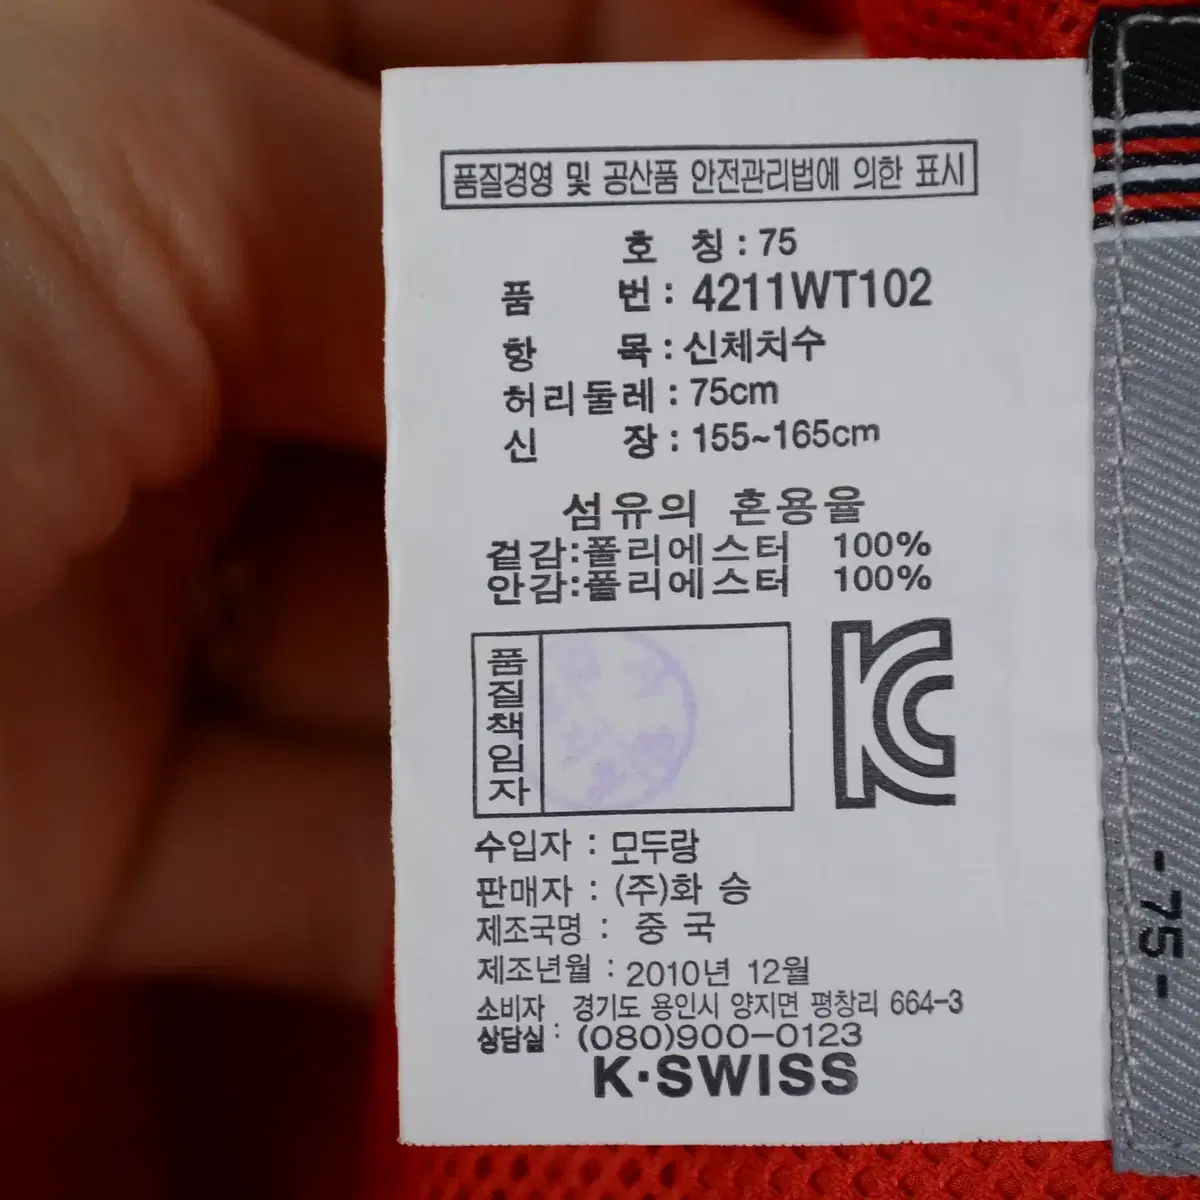 품질경영 및 공산품 안전관리법에 의한 표시
호 칭 : 75
품 번 : 4211WT102
항 목 : 신체치수
허리둘레 : 75cm
신 장 : 155~165cm
섬유의 혼용율
겉감:폴리에스터 100%
안감:폴리에스터 100%
품질책임자
수입자 : 모두랑
판매자 : (주)화 승
제조국명 : 중 국
제조년월 : 2010년 12월
소비자 경기도 용인시 양지면 평창리 664-3
상담실 : (080)900-0123
K·SWISS
-75-